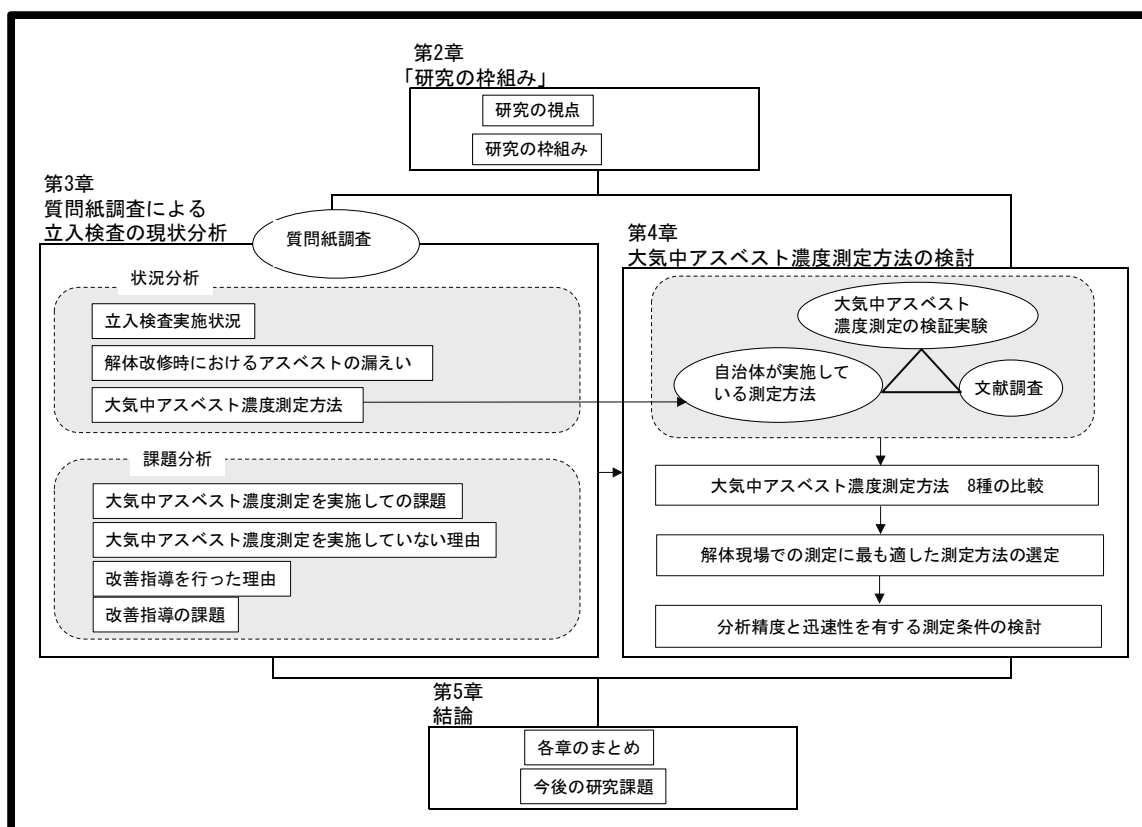 第2章
「研究の枠組み」
研究の視点
研究の枠組み
第3章
質問紙調査による
立入検査の現状分析
質問紙調査
状況分析
立入検査実施状況
解体改修時におけるアスベストの漏えい
大気中アスベスト濃度測定方法
課題分析
大気中アスベスト濃度測定を実施しての課題
大気中アスベスト濃度測定を実施していない理由
改善指導を行った理由
改善指導の課題
第4章
大気中アスベスト濃度測定方法の検討
大気中アスベスト
濃度測定の検証実験
自治体が実施して
いる測定方法
文献調査
大気中アスベスト濃度測定方法　8種の比較
解体現場での測定に最も適した測定方法の選定
分析精度と迅速性を有する測定条件の検討
第5章
結論
各章のまとめ
今後の研究課題